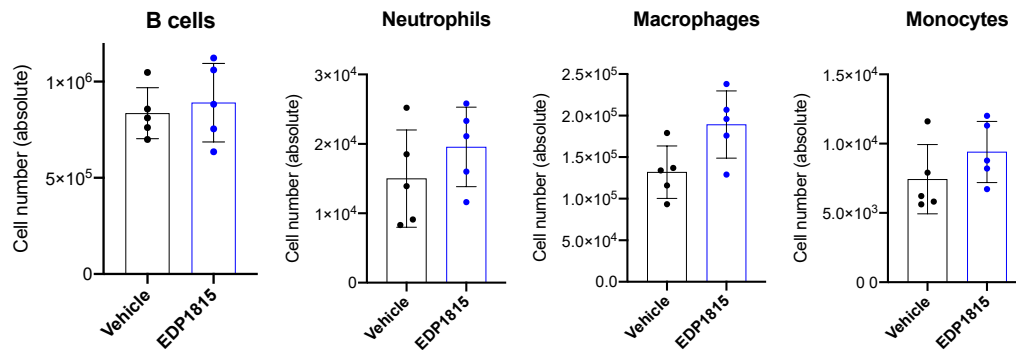 B cells
Cell number (absolute)
1×10⁶
5×10⁵
0
Vehicle
EDP1815
Neutrophils
Cell number (absolute)
3×10⁴
2×10⁴
1×10⁴
0
Vehicle
EDP1815
Macrophages
Cell number (absolute)
2.5×10⁵
2.0×10⁵
1.5×10⁵
1.0×10⁵
5.0×10⁴
0.0
Vehicle
EDP1815
Monocytes
Cell number (absolute)
1.5×10⁴
1.0×10⁴
5.0×10³
0 0
Vehicle
EDP1815